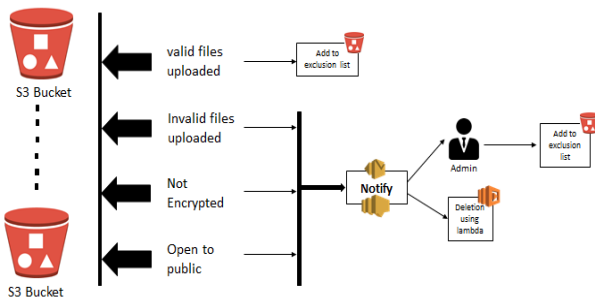 S3 Bucket
valid files
uploaded
Add to
exclusion list
Invalid files
uploaded
Not
Encrypted
Open to
public
Notify
Admin
Add to
exclusion
list
Deletion
using
lambda
S3 Bucket